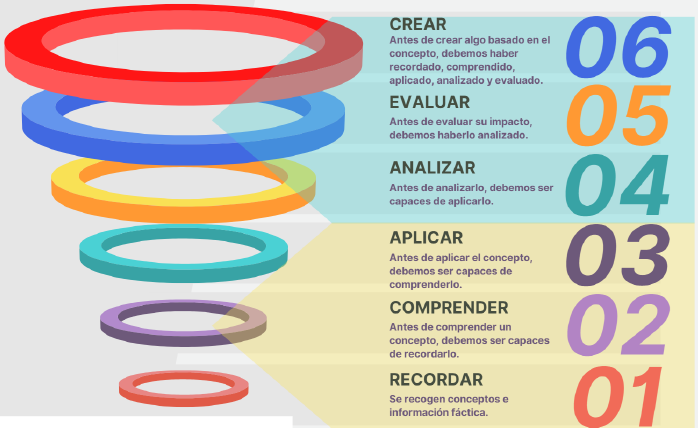 CREAR
Antes de crear algo basado en el
concepto, debemos haber
recordado, comprendido,
aplicado, analizado y evaluado.
06
EVALUAR
Antes de evaluar su impacto,
debemos haberlo analizado.
05
ANALIZAR
Antes de analizarlo, debemos ser
capaces de aplicarlo.
04
APLICAR
Antes de aplicar el concepto,
debemos ser capaces de
comprenderlo.
03
COMPRENDER
Antes de comprender un
concepto, debemos ser capaces
de recordarlo.
02
RECORDAR
Se recogen conceptos e
información fáctica.
01